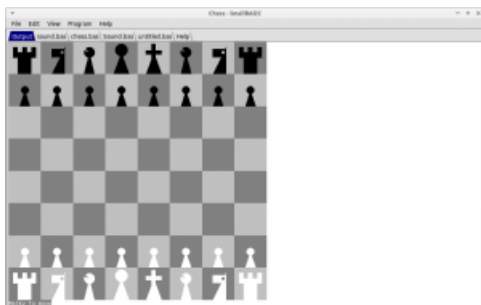 Chess - SmallBASIC
File Edit View Program Help
Output sound.bas chess.bas Sound.bas untitled.bas Help